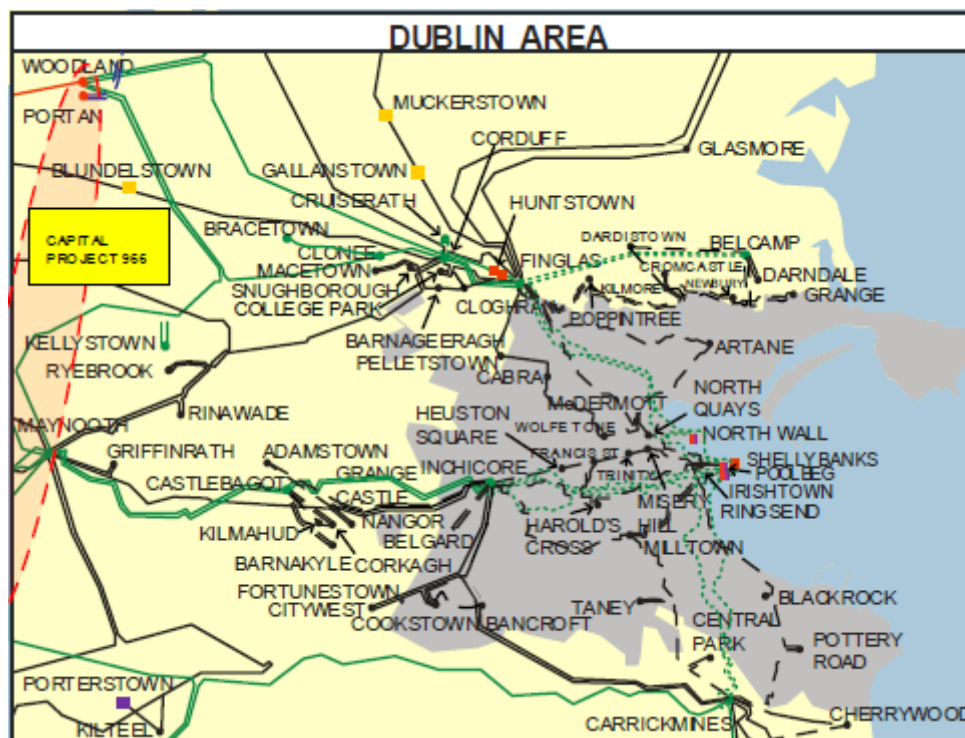 DUBLIN AREA
WOODLAND
PORTAN
MUCKERSTOWN
CORDUFF
GLASMORE
BLUNDELSTOWN
GALLANSTOWN
CRUISERATH
HUNTSTOWN
CAPITAL
PROJECT 966
BRACETOWN
DARDISTOWN
BELCAMP
CLONEE
FINGLAS
MACETOWN
CROMCASTLE
SNUGHBOROUGH
KILMORE
NEWBURY
DARNDALE
COLLEGE PARK
CLOGHRAN
GRANGE
POPPINTREE
KELLYSTOWN
BARNAGEERAGH
PELLETSTOWN
ARTANE
RYEBROOK
CABRA
NORTH
QUAYS
RINAWADE
HEUSTON
SQUARE
McDERMOTT
MAYNOOTH
WOLFE TONE
NORTH WALL
GRIFFINRATH
ADAMSTOWN
FRANCIS ST
SHELLYBANKS
GRANGE
CASTLE
INCHICORE
TRINITY
POOLBEG
CASTLEBAGOT
IRISHTOWN
MISERY
HILL
RINGSEND
KILMAHUD
NANGOR
HAROLD'S
CROSS
BELGARD
MILLTOWN
BARNAKYLE
CORKAGH
FORTUNESTOWN
CITYWEST
TANEY
BLACKROCK
COOKSTOWN
BANCROFT
CENTRAL
PARK
POTTERY
ROAD
PORTERSTOWN
KILTEEL
CARRICKMINES
CHERRYWOOD